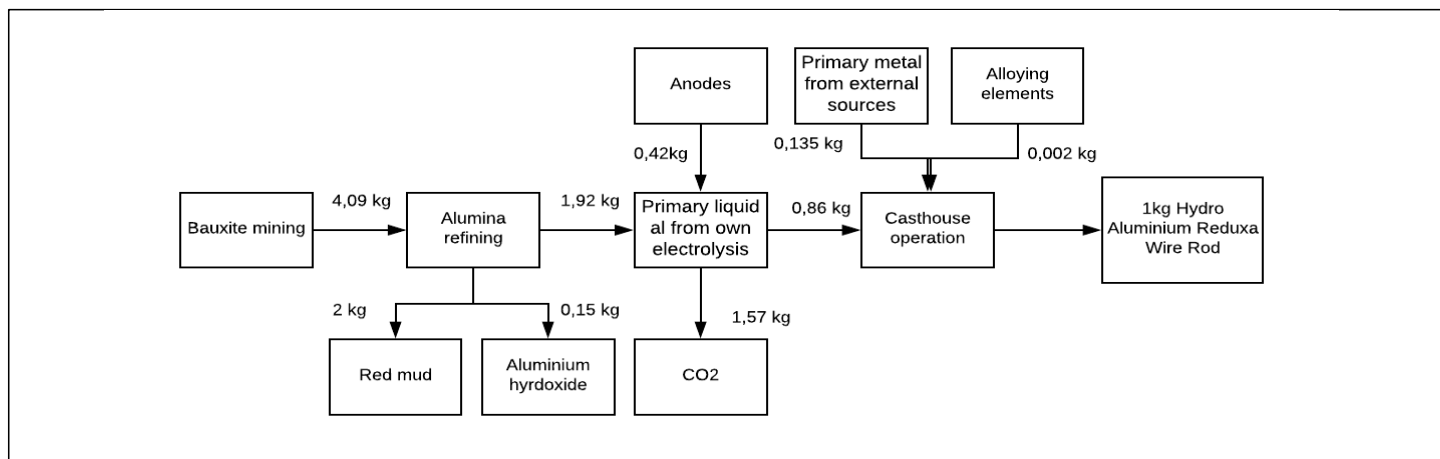 Anodes
Primary metal
from external
sources
Alloying
elements
0,42kg
0,135 kg
0,002 kg
Bauxite mining
4,09 kg
Alumina
refining
1,92 kg
Primary liquid
al from own
electrolysis
0,86 kg
Casthouse
operation
1kg Hydro
Aluminium Reduxa
Wire Rod
2 kg
0,15 kg
1,57 kg
Red mud
Aluminium
hyrdoxide
CO2